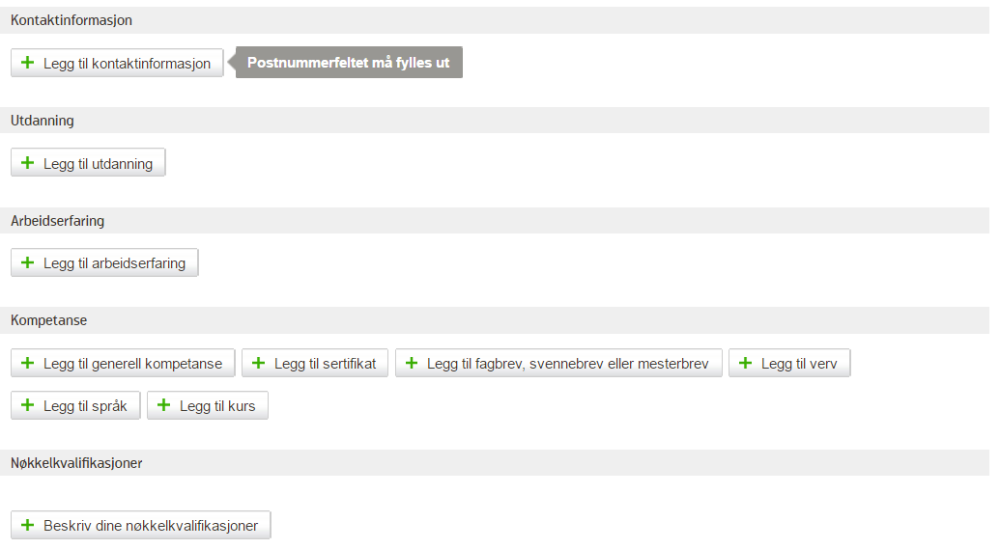 Kontaktinformasjon
Legg til kontaktinformasjon Postnummerfeltet må fylles ut
Utdanning
Legg til utdanning
Arbeidserfaring
Legg til arbeidserfaring
Kompetanse
Legg til generell kompetanse Legg til sertifikat Legg til fagbrev, svennebrev eller mesterbrev Legg til verv
Legg til språk Legg til kurs
Nøkkelkvalifikasjoner
Beskriv dine nøkkelkvalifikasjoner